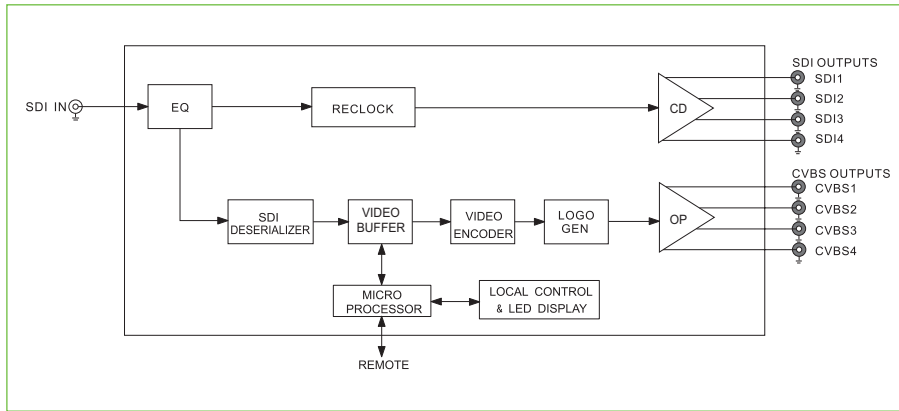 SDI OUTPUTS
SDI IN
EQ
RECLOCK
CD
SDI1
SDI2
SDI3
SDI4
CVBS OUTPUTS
SDI
DESERIALIZER
VIDEO
BUFFER
VIDEO
ENCODER
LOGO
GEN
OP
CVBS1
CVBS2
CVBS3
CVBS4
MICRO
PROCESSOR
LOCAL CONTROL
& LED DISPLAY
REMOTE